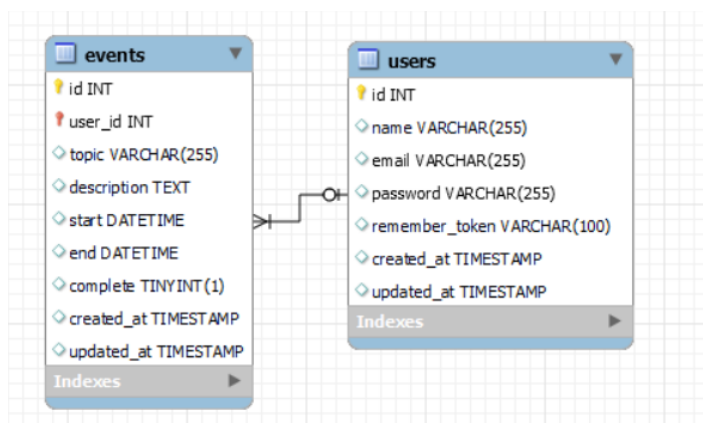 events
id INT
user_id INT
topic VARCHAR(255)
description TEXT
start DATETIME
end DATETIME
complete TINYINT(1)
created_at TIMESTAMP
updated_at TIMESTAMP
Indexes
users
id INT
name VARCHAR(255)
email VARCHAR(255)
password VARCHAR(255)
remember_token VARCHAR(100)
created_at TIMESTAMP
updated_at TIMESTAMP
Indexes